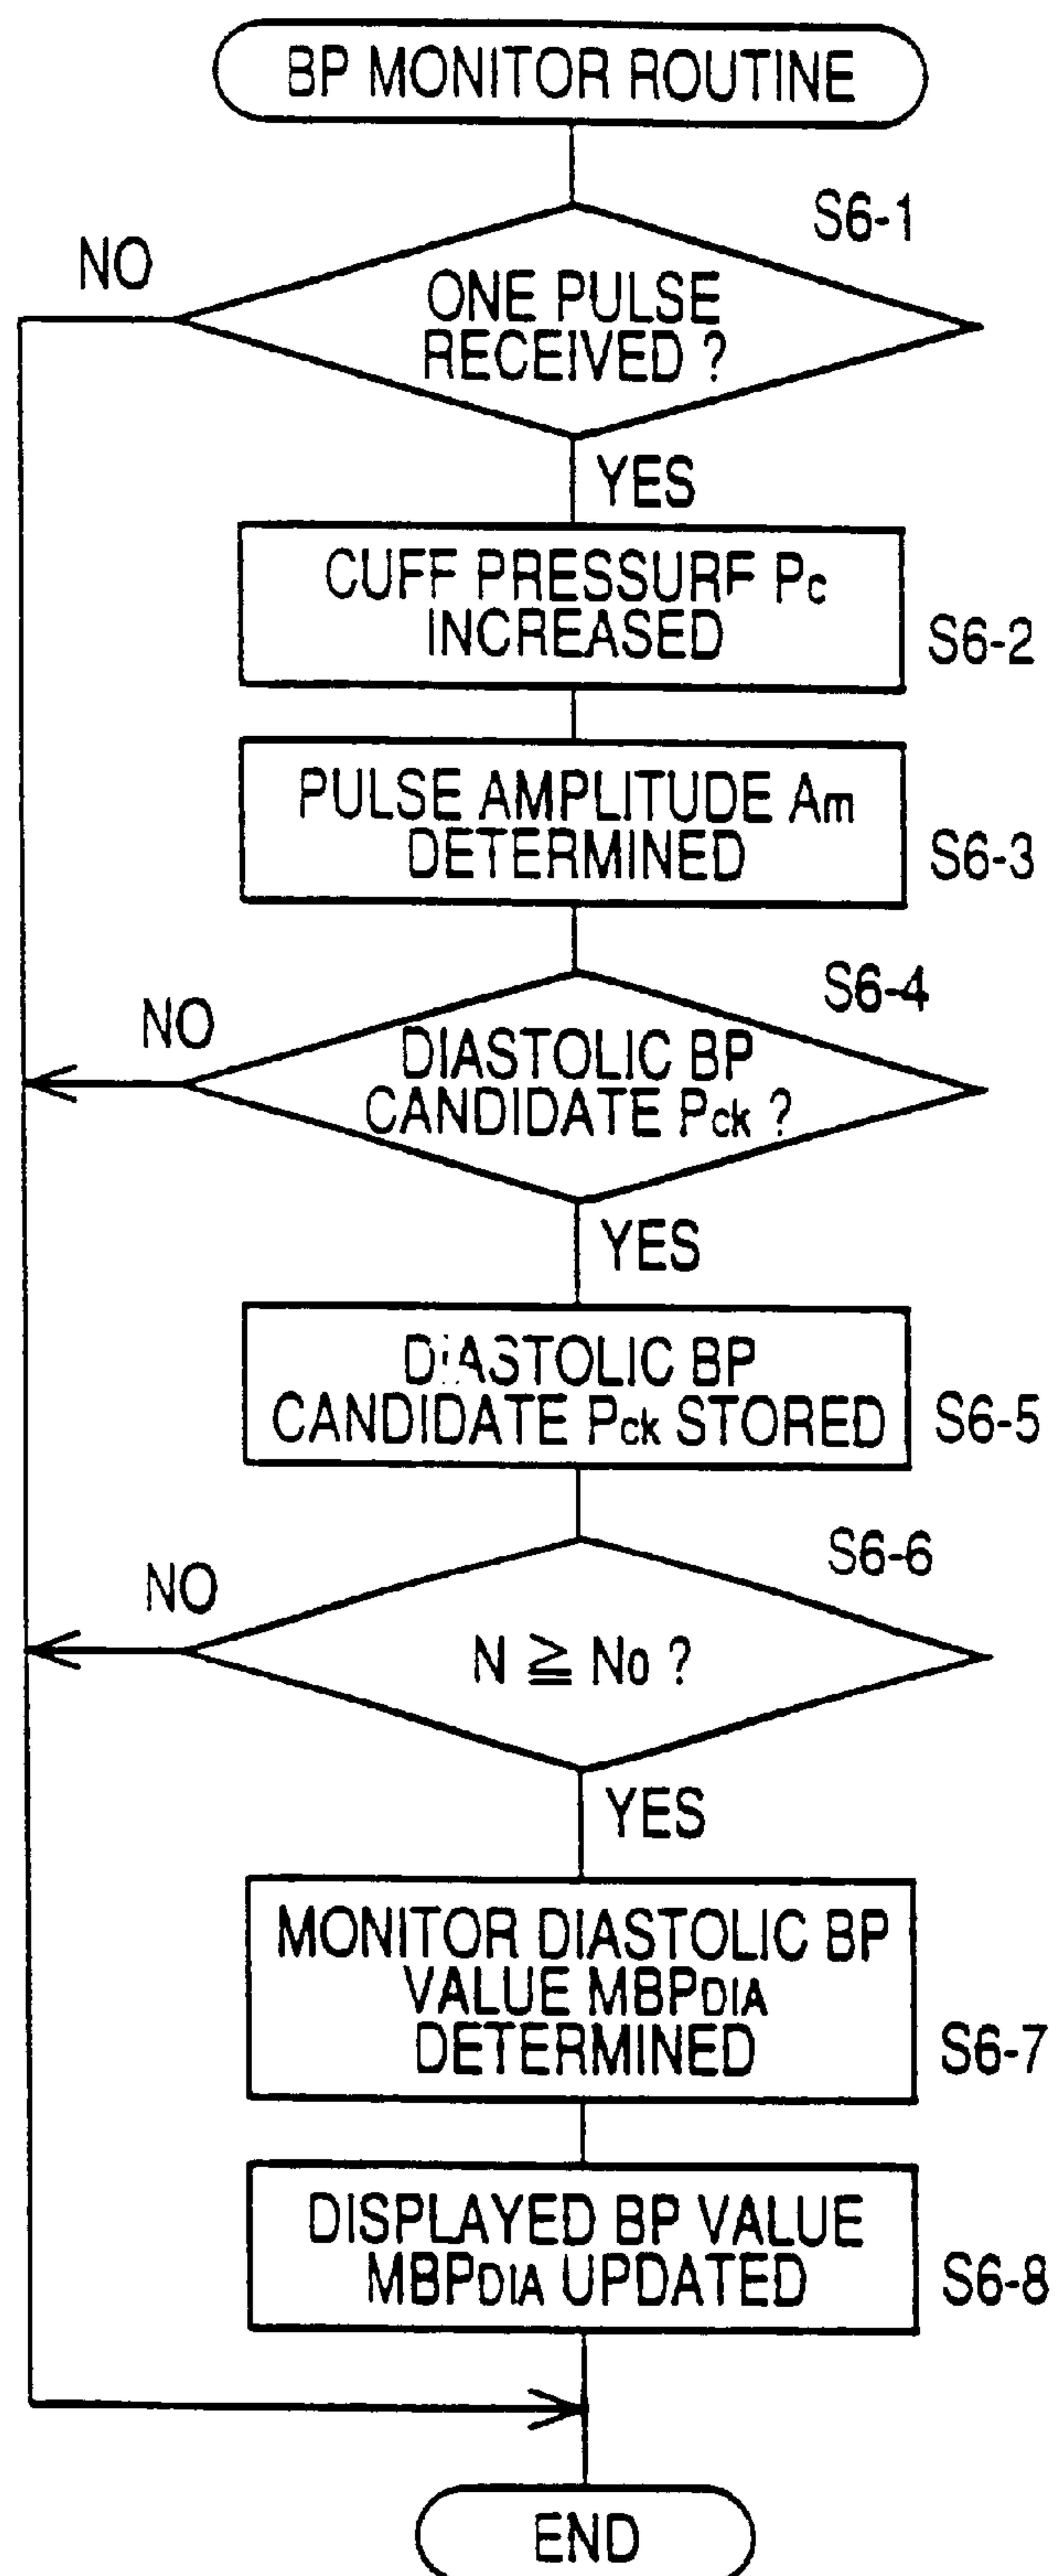 BP MONITOR ROUTINE
S6-1
NO
ONE PULSE
RECEIVED ?
YES
CUFF PRESSURE Pc
INCREASED
S6-2
PULSE AMPLITUDE Am
DETERMINED
S6-3
S6-4
NO
DIASTOLIC BP
CANDIDATE Pck ?
YES
DIASTOLIC BP
CANDIDATE Pck STORED
S6-5
S6-6
NO
N ≧ N0 ?
YES
MONITOR DIASTOLIC BP
VALUE MBPDIA
DETERMINED
S6-7
DISPLAYED BP VALUE
MBPDIA UPDATED
S6-8
END